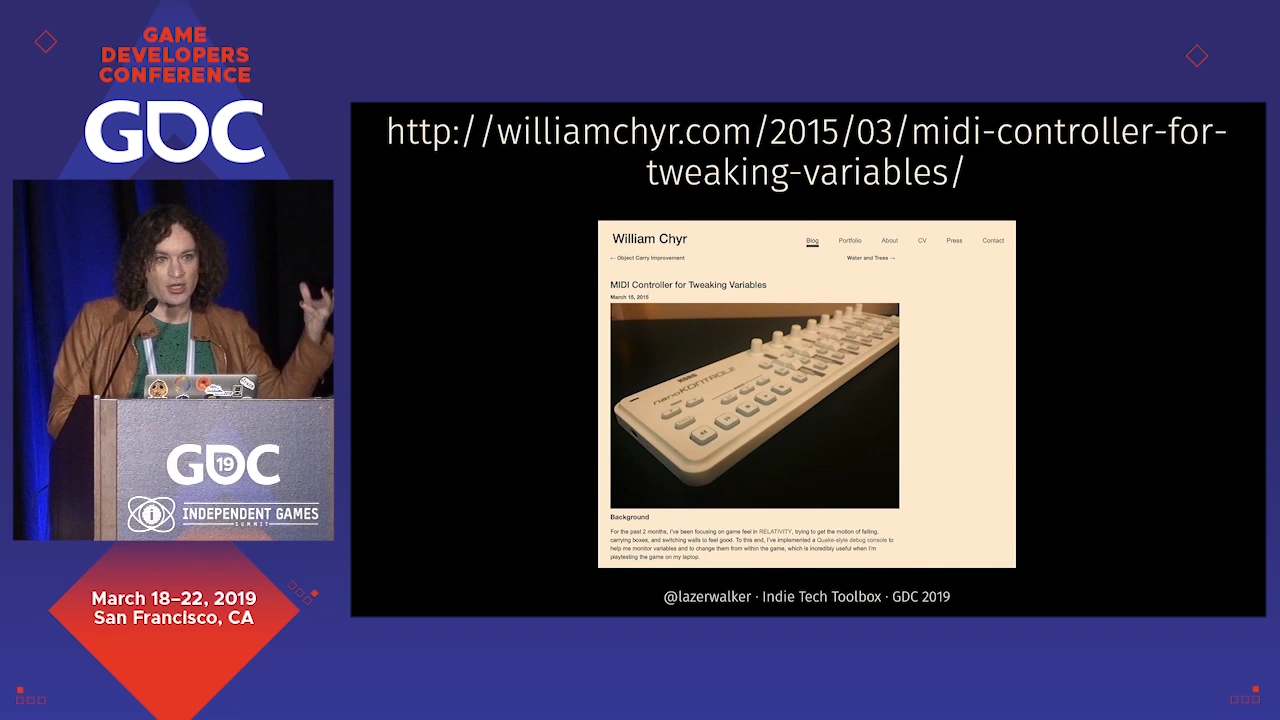 GAME
DEVELOPERS
CONFERENCE
GDC
http://williamchyr.com/2015/03/midi-controller-for-
tweaking-variables/
William Chyr
Blog Portfolio About CV Press Contact
← Object Carry Improvement Water and Trees →
MIDI Controller for Tweaking Variables
March 15, 2015
KORG
nanoKONTROL2
Background
For the past 2 months, I've been focusing on game feel in RELATIVITY, trying to get the motion of falling,
carrying boxes, and switching walls to feel good. To this end, I've implemented a Quake-style debug console to
help me monitor variables and to change them from within the game, which is incredibly useful when I'm
playtesting the game on my laptop.
@lazerwalker · Indie Tech Toolbox · GDC 2019
GDC
19
INDEPENDENT GAMES
SUMMIT
March 18–22, 2019
San Francisco, CA